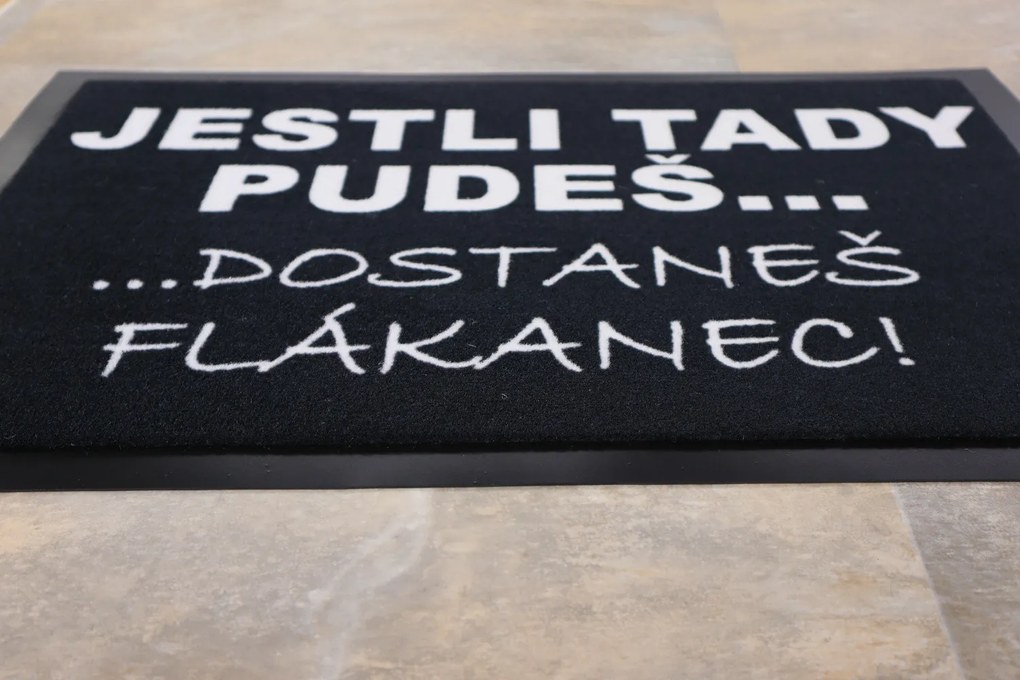 JESTLI TADY
PUDEŠ...
...DOSTANEŠ
FLÁKANEC!